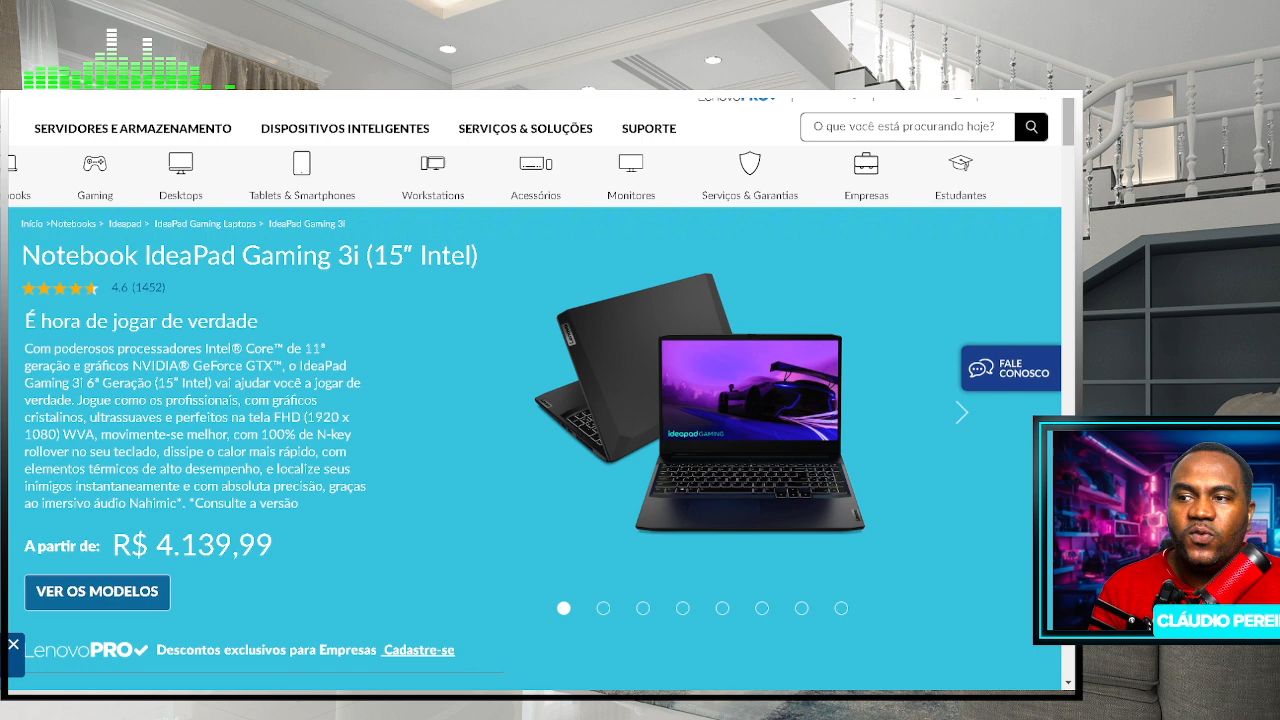 SERVIDORES E ARMAZENAMENTO DISPOSITIVOS INTELIGENTES SERVIÇOS & SOLUÇÕES SUPORTE
O que você está procurando hoje?
Gaming Desktops Tablets & Smartphones Workstations Acessórios Monitores Serviços & Garantias Empresas Estudantes
Início >Notebooks > Ideapad > IdeaPad Gaming Laptops > IdeaPad Gaming 3i
Notebook IdeaPad Gaming 3i (15" Intel)
4.6 (1452)
É hora de jogar de verdade
Com poderosos processadores Intel® Core™ de 11ª
geração e gráficos NVIDIA® GeForce GTX™, o IdeaPad
Gaming 3i 6ª Geração (15" Intel) vai ajudar você a jogar de
verdade. Jogue como os profissionais, com gráficos
cristalinos, ultrassuaves e perfeitos na tela FHD (1920 x
1080) WVA, movimente-se melhor, com 100% de N-key
rollover no seu teclado, dissipe o calor mais rápido, com
elementos térmicos de alto desempenho, e localize seus
inimigos instantaneamente e com absoluta precisão, graças
ao imersivo áudio Nahimic*. *Consulte a versão
A partir de: R$ 4.139,99
VER OS MODELOS
LenovoPRO Descontos exclusivos para Empresas Cadastre-se
ideapad GAMING
FALE
CONOSCO
CLÁUDIO PEREI